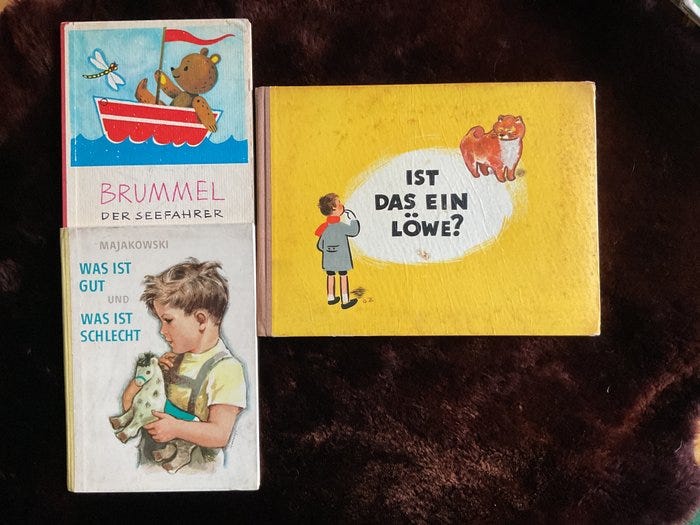 BRUMMEL
DER SEEFAHRER
MAJAKOWSKI
WAS IST
GUT
UND
WAS IST
SCHLECHT
IST
DAS EIN
LÖWE?